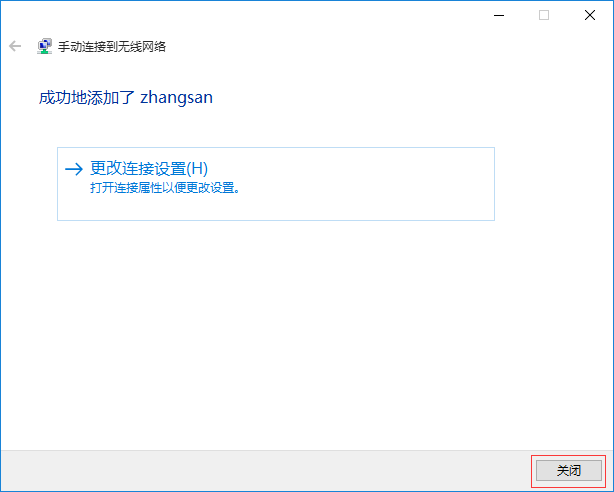 手动连接到无线网络
成功地添加了 zhangsan
更改连接设置(H)
打开连接属性以便更改设置。
关闭